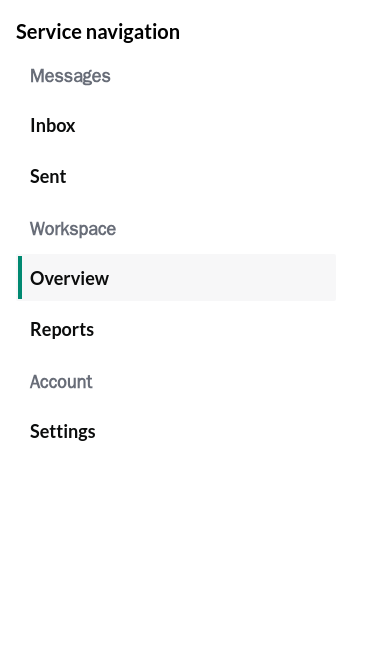 Service navigation
Messages
Inbox
Sent
Workspace
Overview
Reports
Account
Settings